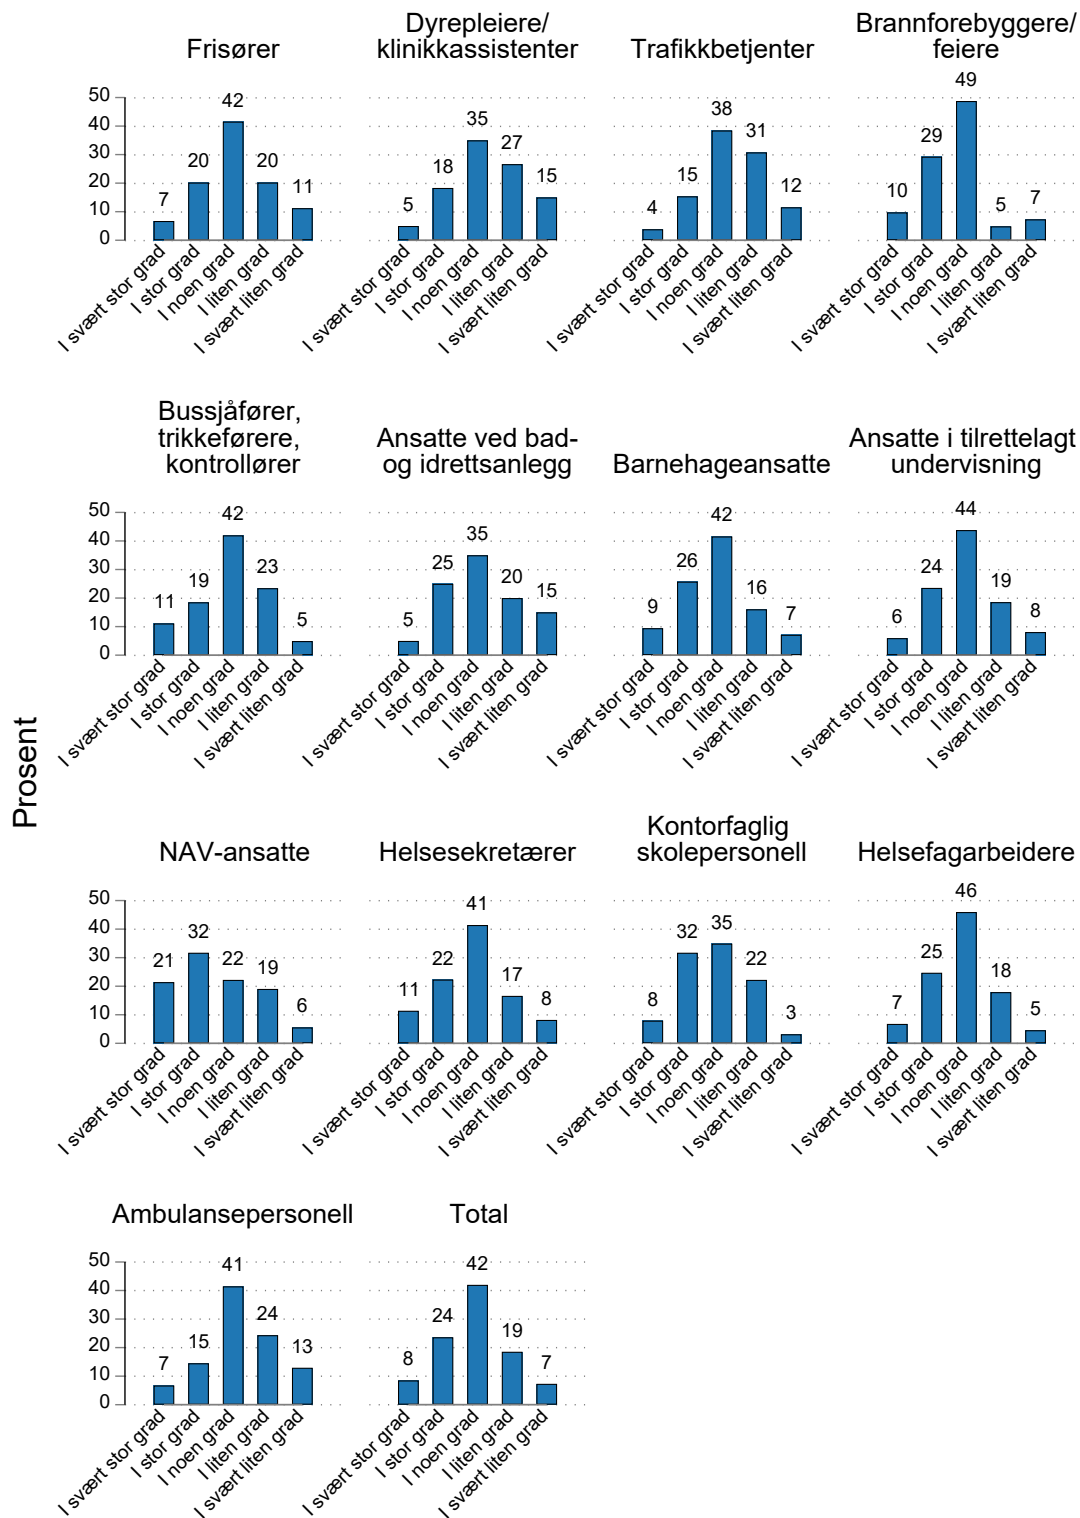 Prosent
Frisører
50
40
30
20
10
0
7
20
42
20
11
I svært stor grad
I stor grad
I noen grad
I liten grad
I svært liten grad
Dyrepleiere/
klinikkassistenter
5
18
35
27
15
I svært stor grad
I stor grad
I noen grad
I liten grad
I svært liten grad
Trafikkbetjenter
4
15
38
31
12
I svært stor grad
I stor grad
I noen grad
I liten grad
I svært liten grad
Brannforebyggere/
feiere
10
29
49
5
7
I svært stor grad
I stor grad
I noen grad
I liten grad
I svært liten grad
Bussjåfører,
trikkeførere,
kontrollører
50
40
30
20
10
0
11
19
42
23
5
I svært stor grad
I stor grad
I noen grad
I liten grad
I svært liten grad
Ansatte ved bad-
og idrettsanlegg
5
25
35
20
15
I svært stor grad
I stor grad
I noen grad
I liten grad
I svært liten grad
Barnehageansatte
9
26
42
16
7
I svært stor grad
I stor grad
I noen grad
I liten grad
I svært liten grad
Ansatte i tilrettelagt
undervisning
6
24
44
19
8
I svært stor grad
I stor grad
I noen grad
I liten grad
I svært liten grad
NAV-ansatte
50
40
30
20
10
0
21
32
22
19
6
I svært stor grad
I stor grad
I noen grad
I liten grad
I svært liten grad
Helsesekretærer
11
22
41
17
8
I svært stor grad
I stor grad
I noen grad
I liten grad
I svært liten grad
Kontorfaglig
skolepersonell
8
32
35
22
3
I svært stor grad
I stor grad
I noen grad
I liten grad
I svært liten grad
Helsefagarbeidere
7
25
46
18
5
I svært stor grad
I stor grad
I noen grad
I liten grad
I svært liten grad
Ambulansepersonell
50
40
30
20
10
0
7
15
41
24
13
I svært stor grad
I stor grad
I noen grad
I liten grad
I svært liten grad
Total
8
24
42
19
7
I svært stor grad
I stor grad
I noen grad
I liten grad
I svært liten grad